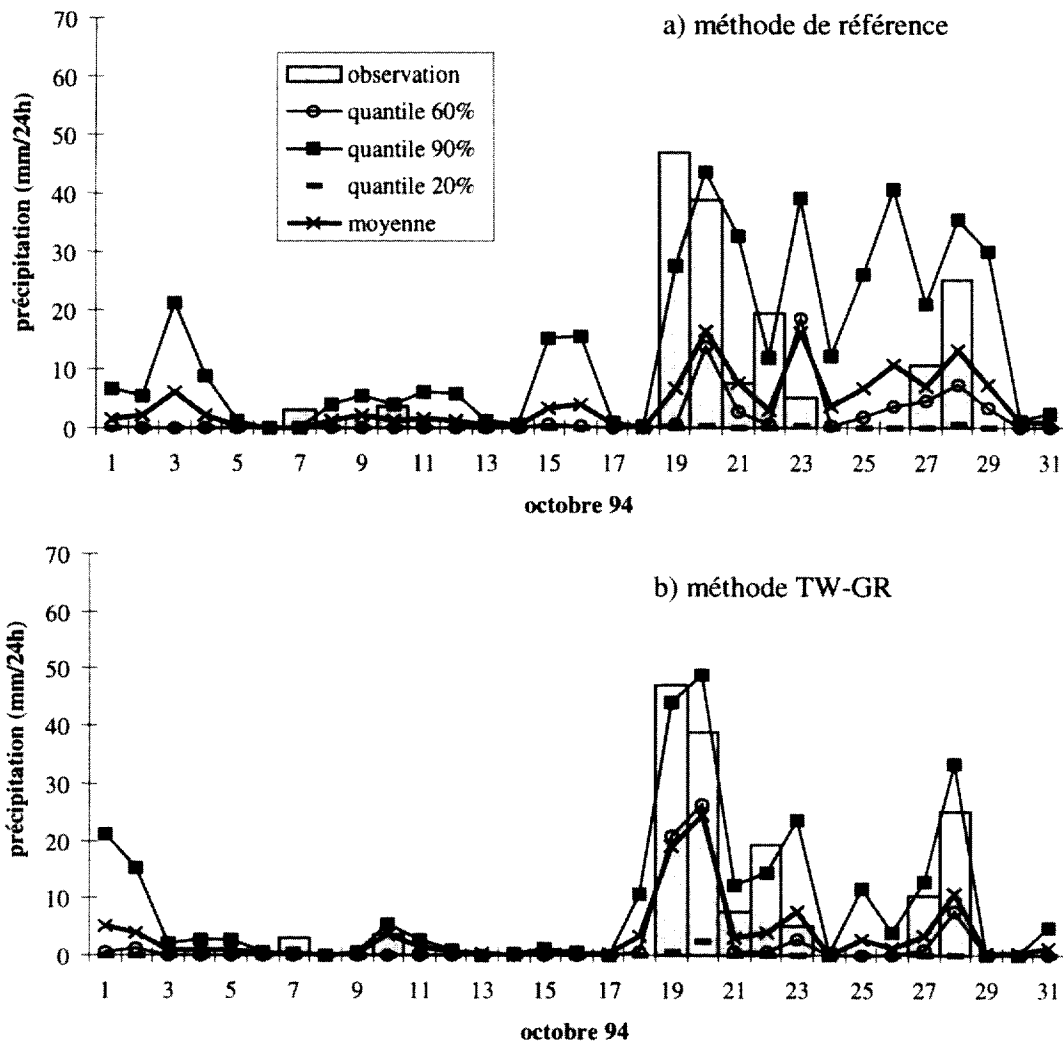 a) méthode de référence
observation
quantile 60%
quantile 90%
quantile 20%
moyenne
précipitation (mm/24h)
70
60
50
40
30
20
10
0
1 3 5 7 9 11 13 15 17 19 21 23 25 27 29 31
octobre 94
b) méthode TW-GR
précipitation (mm/24h)
70
60
50
40
30
20
10
0
1 3 5 7 9 11 13 15 17 19 21 23 25 27 29 31
octobre 94